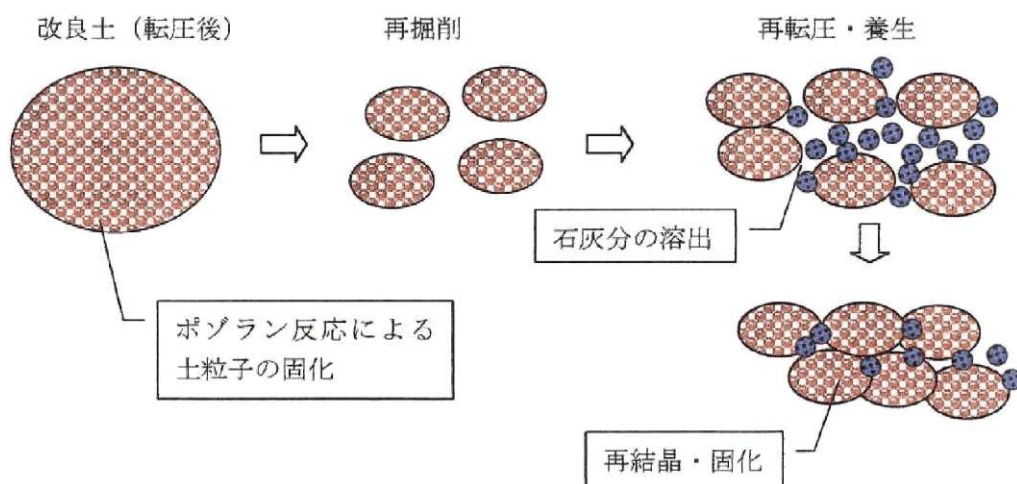 改良土（転圧後）
再掘削
再転圧・養生
石灰分の溶出
ポゾラン反応による
土粒子の固化
再結晶・固化